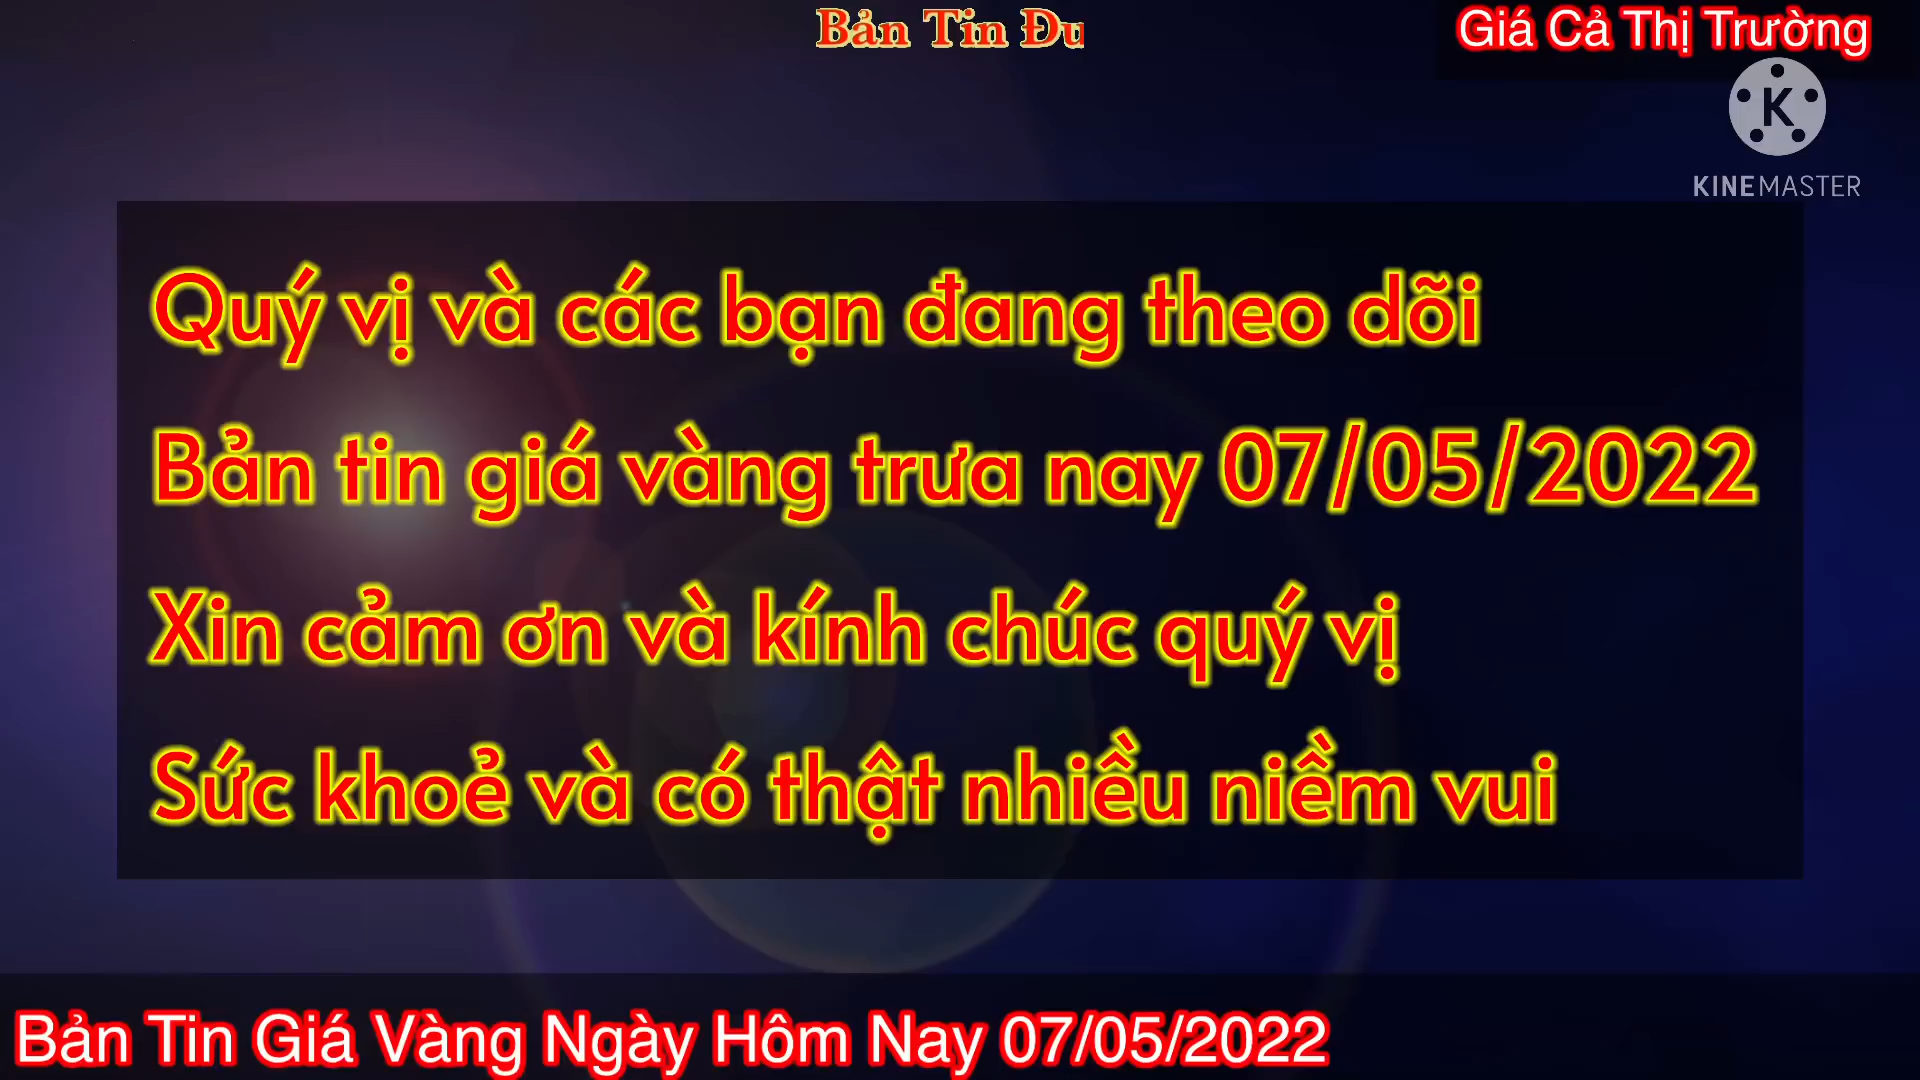 Bản Tin Đu
Giá Cả Thị Trường
K
KINEMASTER
Quý vị và các bạn đang theo dõi
Bản tin giá vàng trưa nay 07/05/2022
Xin cảm ơn và kính chúc quý vị
Sức khoẻ và có thật nhiều niềm vui
Bản Tin Giá Vàng Ngày Hôm Nay 07/05/2022